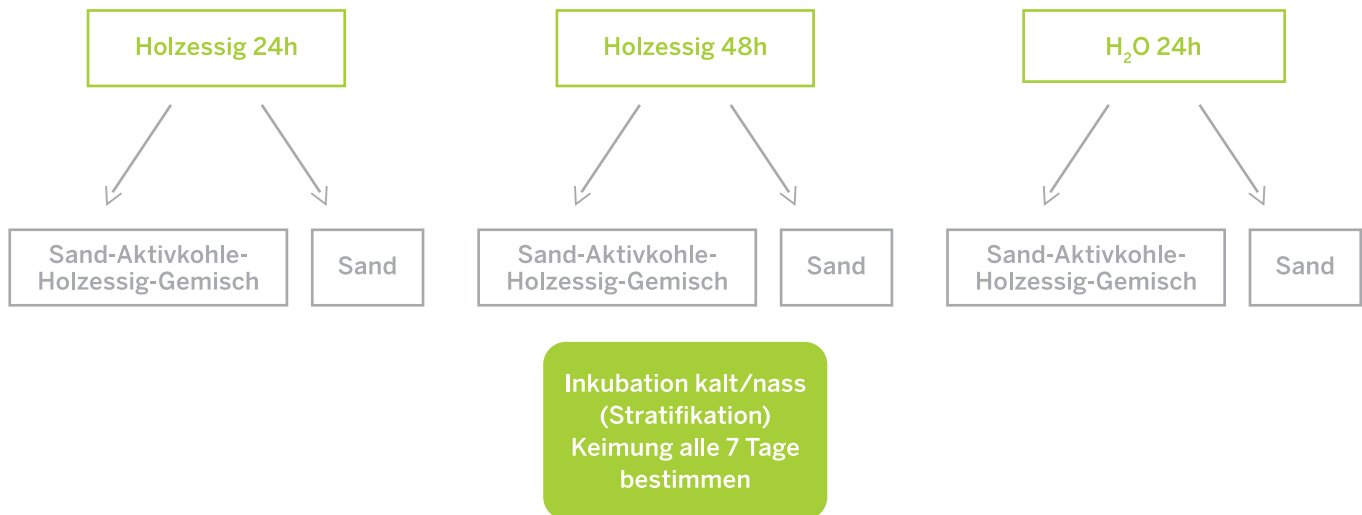 Holzessig 24h
Holzessig 48h
H₂O 24h
Sand-Aktivkohle-
Holzessig-Gemisch
Sand
Sand-Aktivkohle-
Holzessig-Gemisch
Sand
Sand-Aktivkohle-
Holzessig-Gemisch
Sand
Inkubation kalt/nass
(Stratifikation)
Keimung alle 7 Tage
bestimmen